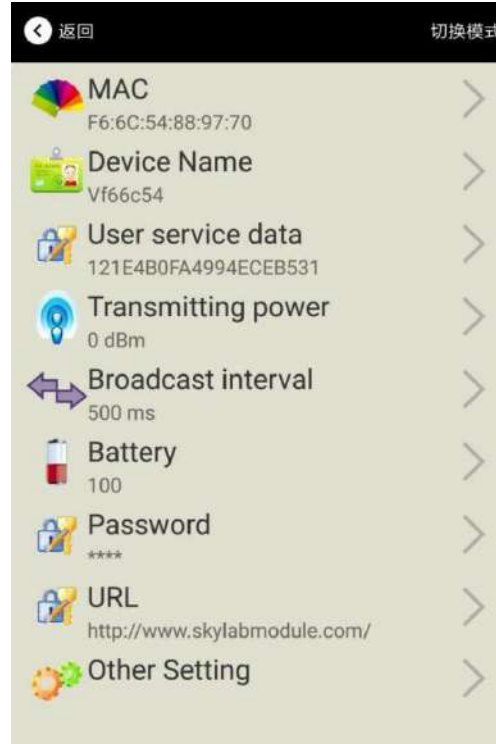 返回
切换模式
MAC
F6:6C:54:88:97:70
Device Name
Vf66c54
User service data
121E4B0FA4994ECEB531
Transmitting power
0 dBm
Broadcast interval
500 ms
Battery
100
Password
****
URL
http://www.skylabmodule.com/
Other Setting